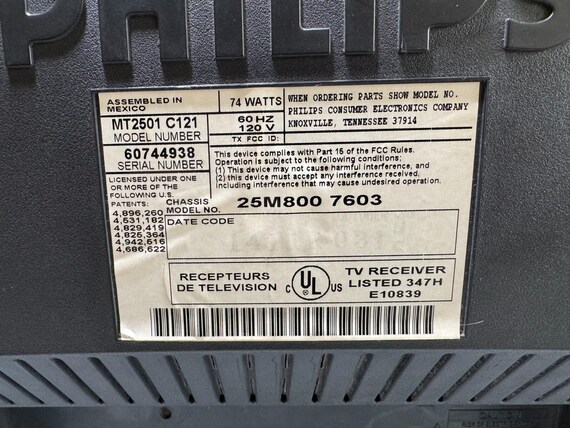 PHILIPS
ASSEMBLED IN
MEXICO
MT2501 C121
MODEL NUMBER
60744938
SERIAL NUMBER
74 WATTS
60 HZ
120 V
TX FCC ID:
WHEN ORDERING PARTS SHOW MODEL NO.
PHILIPS CONSUMER ELECTRONICS COMPANY
KNOXVILLE, TENNESSEE 37914
This device complies with Part 15 of the FCC Rules.
Operation is subject to the following conditions;
(1) This device may not cause harmful interference, and
(2) this device must accept any interference received,
including interference that may cause undesired operation.
LICENSED UNDER ONE
OR MORE OF THE
FOLLOWING U.S.
PATENTS:
4,896,260
4,531,182
4,829,419
4,825,364
4,942,516
4,686,622
CHASSIS
MODEL NO.
25M800 7603
DATE CODE
RECEPTEURS
DE TELEVISION
C UL US
TV RECEIVER
LISTED 347H
E10839
CAUTION